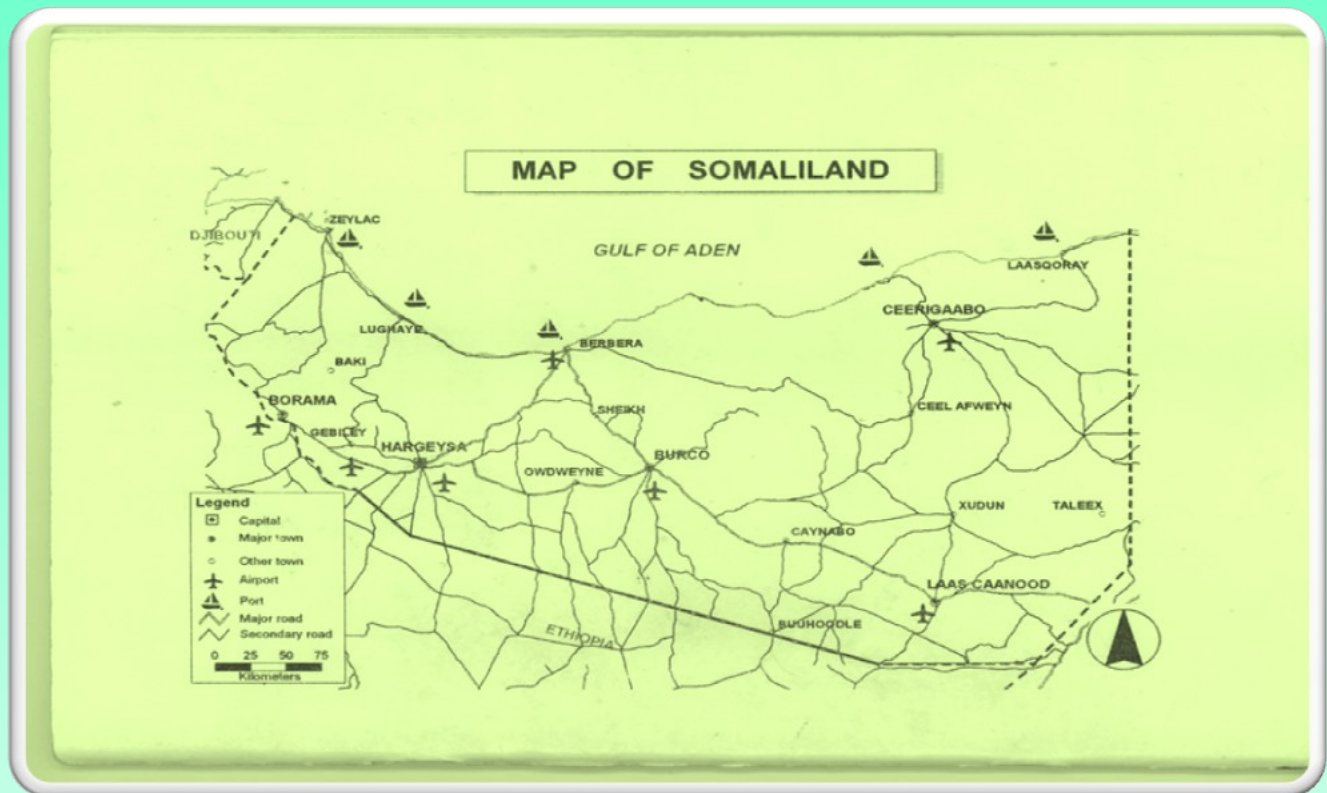 MAP OF SOMALILAND
ZEYLAC
DJIBOUTI
GULF OF ADEN
LAASQORAY
CEERIGAABO
LUGHAYE
BERBERA
BAKI
BORAMA
SHEIKH
CEEL AFWEYN
GEBILEY
HARGEYSA
BURCO
OWDWEYNE
XUDUN
TALEEX
CAYNABO
LAAS CAANOOD
BUUHOODLE
ETHIOPIA
Legend
Capital
Major town
Other town
Airport
Port
Major road
Secondary road
0 25 50 75
Kilometers